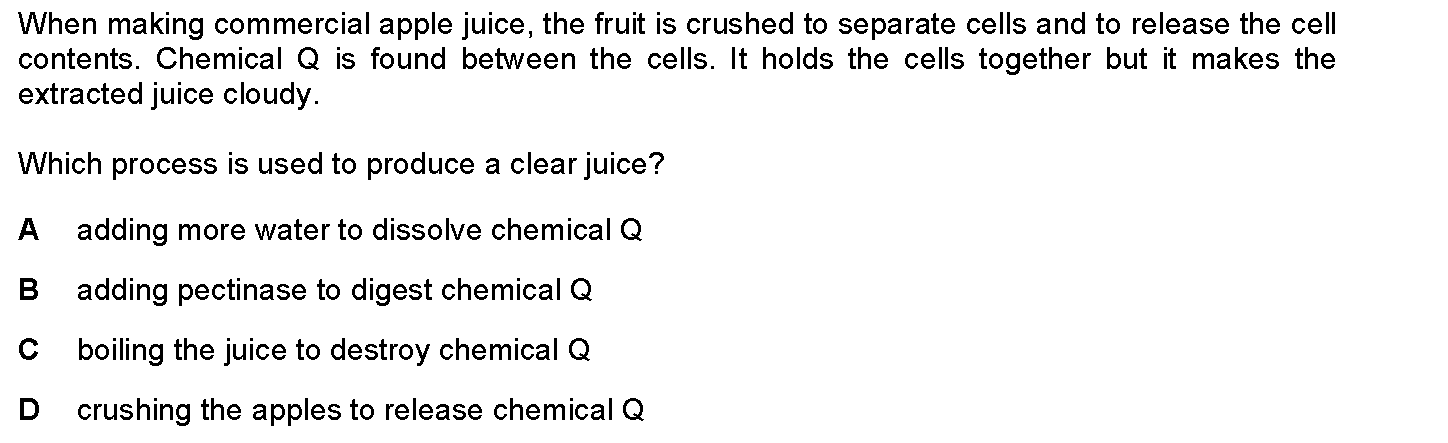 When making commercial apple juice, the fruit is crushed to separate cells and to release the cell
contents. Chemical Q is found between the cells. It holds the cells together but it makes the
extracted juice cloudy.
Which process is used to produce a clear juice?
A adding more water to dissolve chemical Q
B adding pectinase to digest chemical Q
C boiling the juice to destroy chemical Q
D crushing the apples to release chemical Q